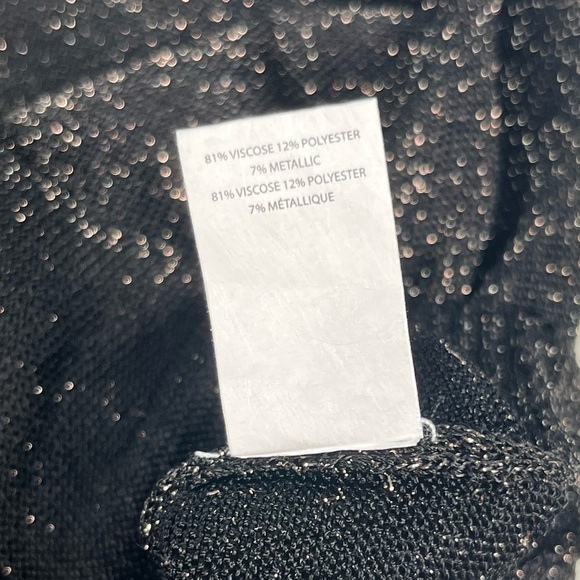 81% VISCOSE 12% POLYESTER
7% METALLIC
81% VISCOSE 12% POLYESTER
7% MÉTALLIQUE